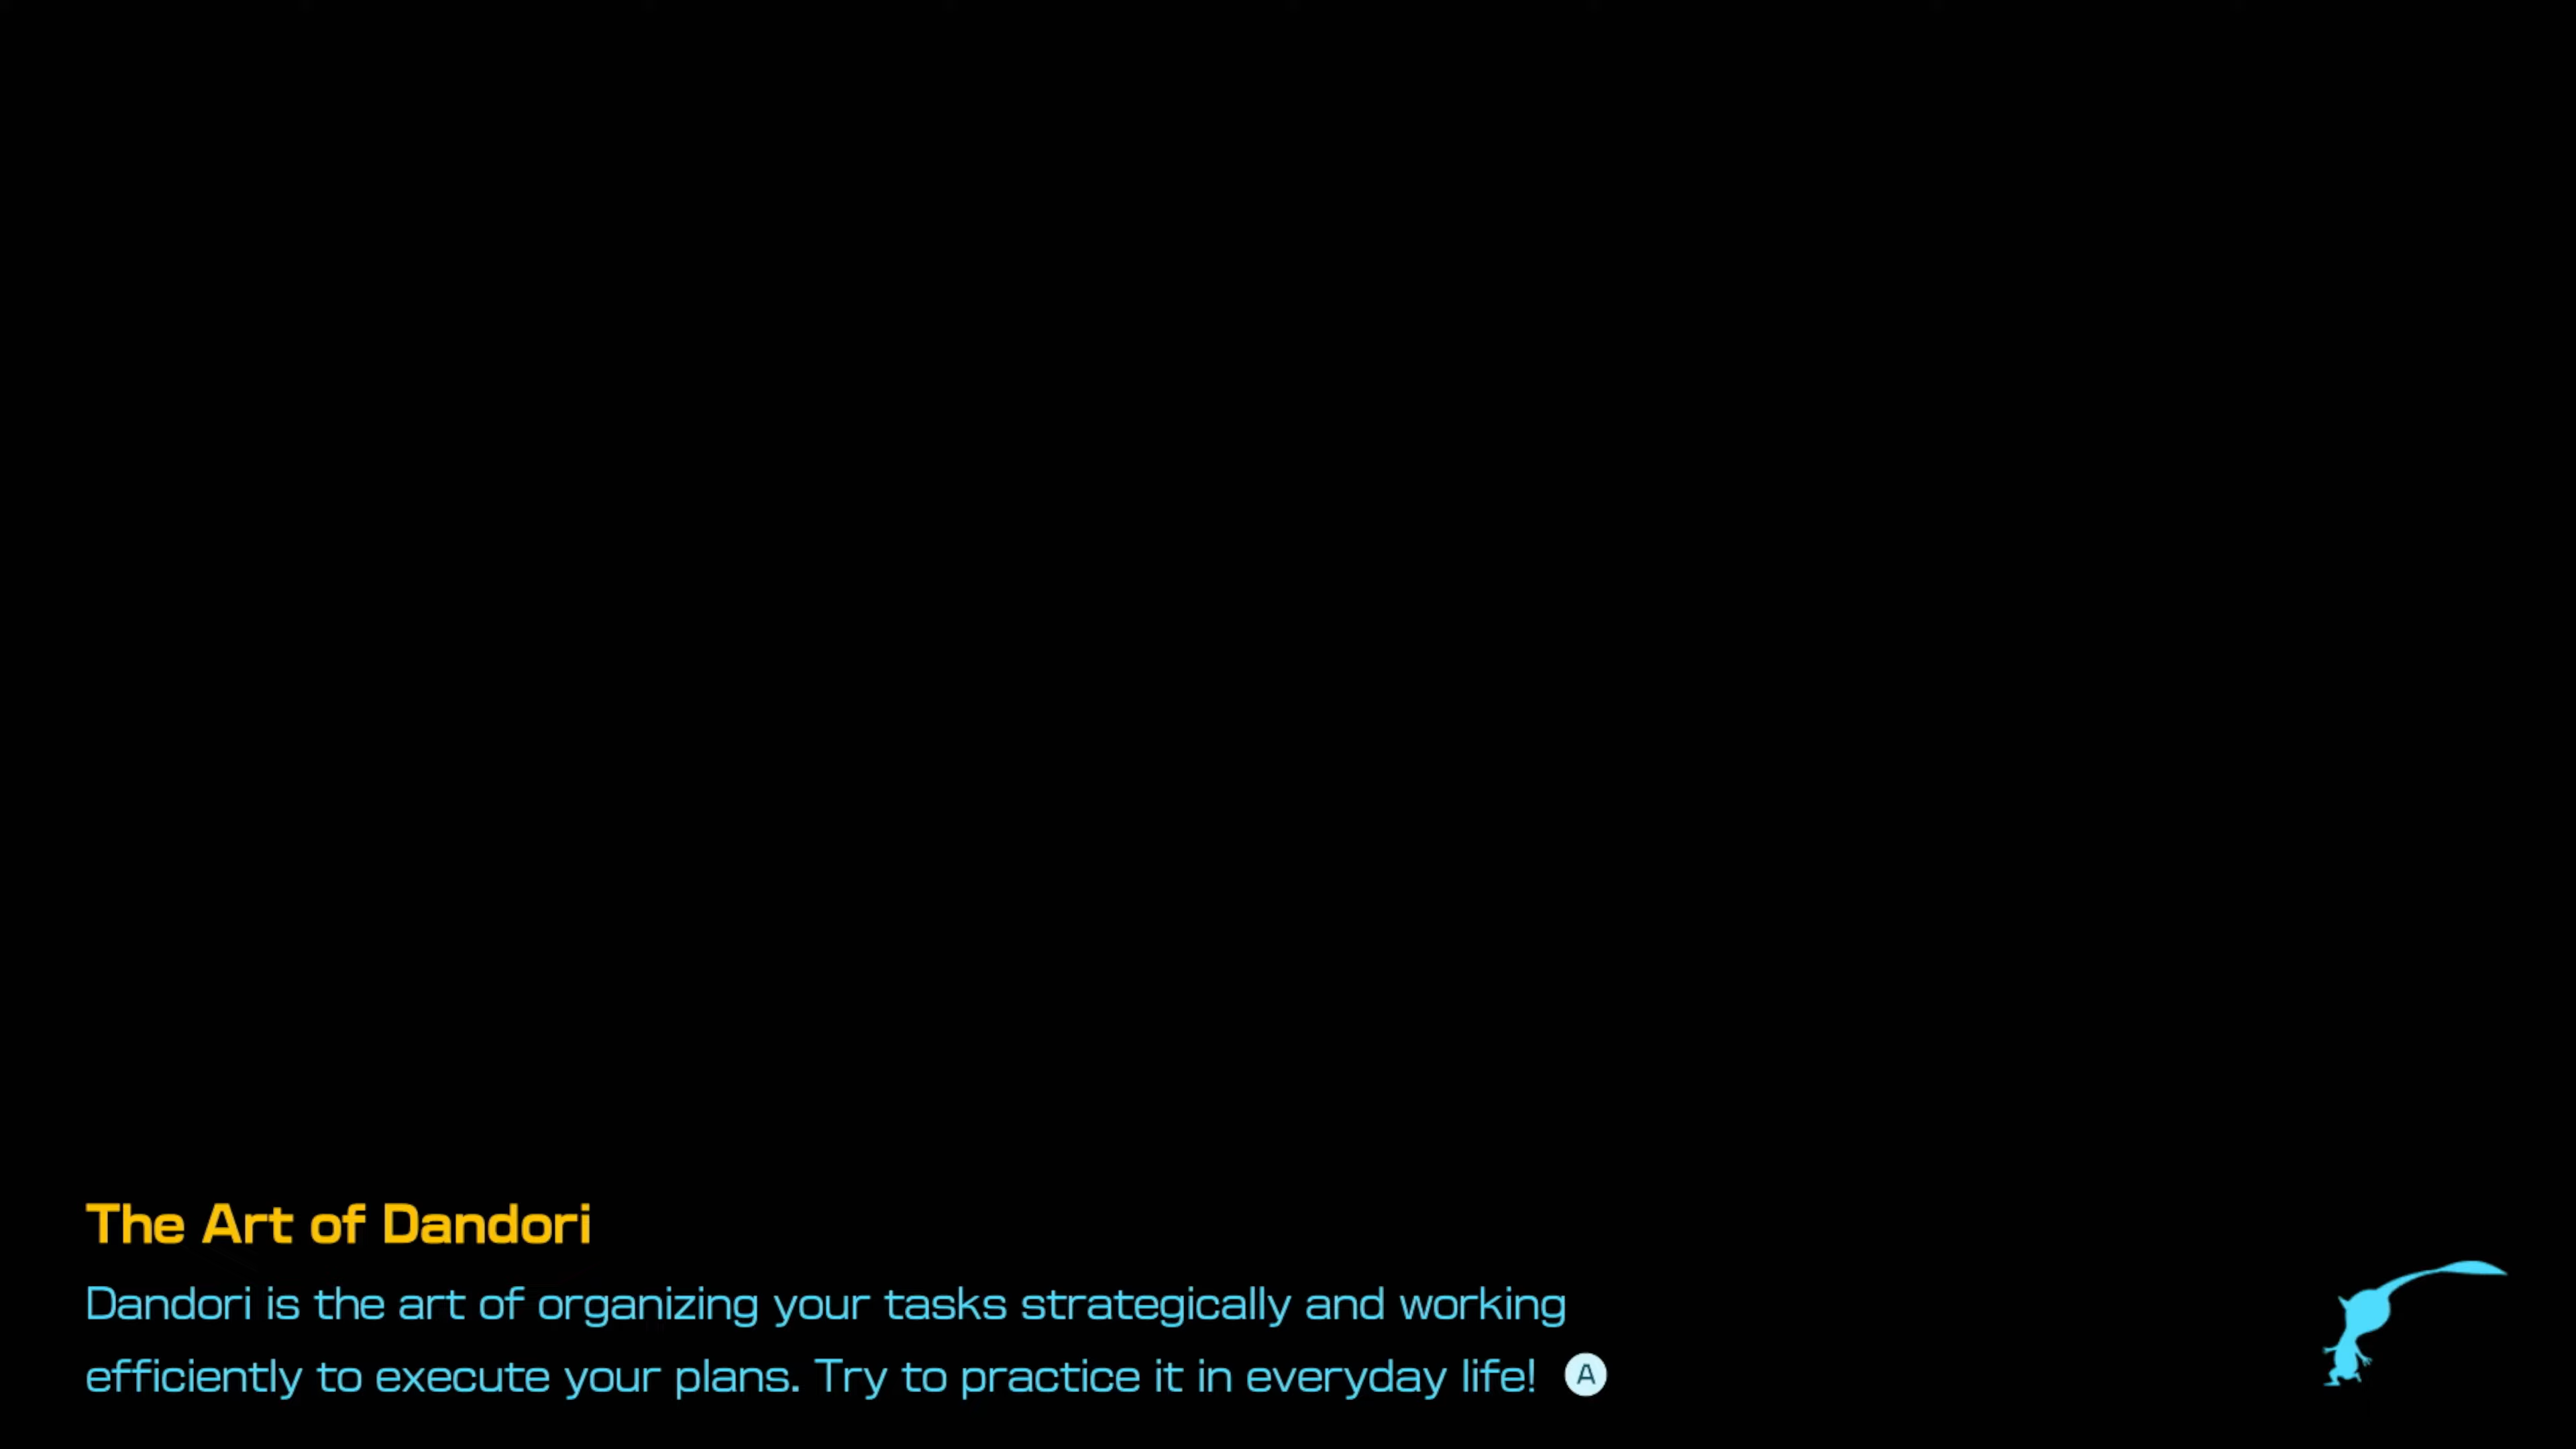 The Art of Dandori
Dandori is the art of organizing your tasks strategically and working
efficiently to execute your plans. Try to practice it in everyday life! A